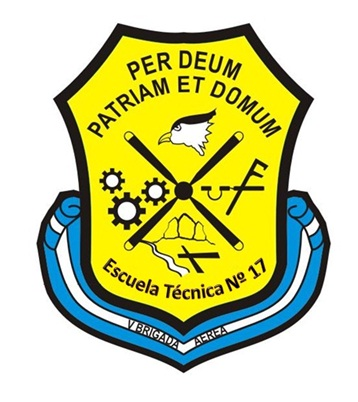 PER DEUM
PATRIAM ET DOMUM
Escuela Técnica Nº 17
V BRIGADA AEREA